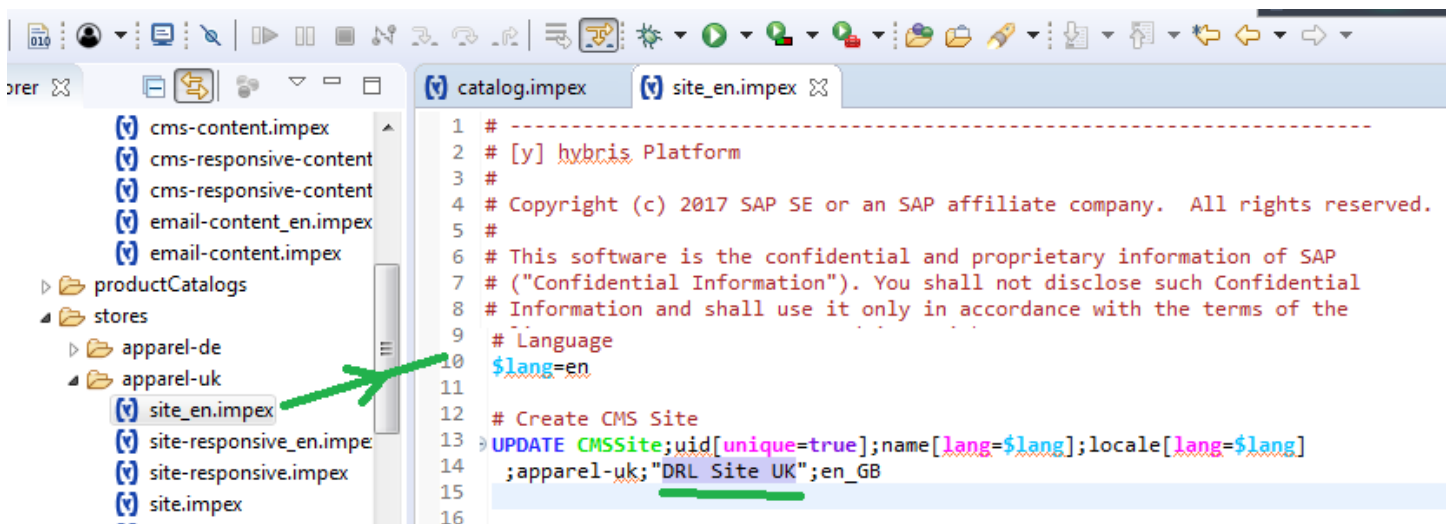 010
orer
catalog.impex
site_en.impex
cms-content.impex
cms-responsive-content
cms-responsive-content
email-content_en.impex
email-content.impex
productCatalogs
stores
apparel-de
apparel-uk
site_en.impex
site-responsive_en.impe
site-responsive.impex
site.impex
1 # -----------------------------------------------------------------------
2 # [y] hybris Platform
3 #
4 # Copyright (c) 2017 SAP SE or an SAP affiliate company.  All rights reserved.
5 #
6 # This software is the confidential and proprietary information of SAP
7 # ("Confidential Information"). You shall not disclose such Confidential
8 # Information and shall use it only in accordance with the terms of the
9 # Language
10 $lang=en
11
12 # Create CMS Site
13 UPDATE CMSSite;uid[unique=true];name[lang=$lang];locale[lang=$lang]
14 ;apparel-uk;"DRL Site UK";en_GB
15
16